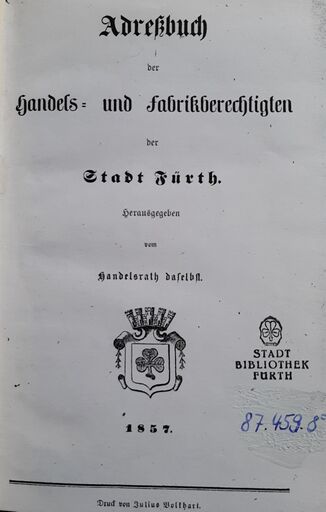 Adreßbuch
der
Handels- und Fabrikberechtigten
der
Stadt Fürth.
Herausgegeben
vom
Handelsrath daselbst.
STADT
BIBLIOTHEK
FÜRTH
1857.
87.459.8°
Druck von Julius Volkhart.